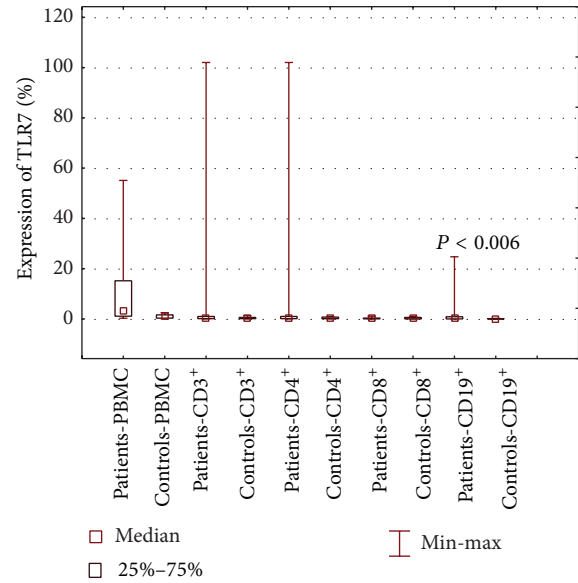 Expression of TLR7 (%)
120
100
80
60
40
20
0
P < 0.006
Patients-PBMC
Controls-PBMC
Patients-CD3⁺
Controls-CD3⁺
Patients-CD4⁺
Controls-CD4⁺
Patients-CD8⁺
Controls-CD8⁺
Patients-CD19⁺
Controls-CD19⁺
Median
25%–75%
Min-max